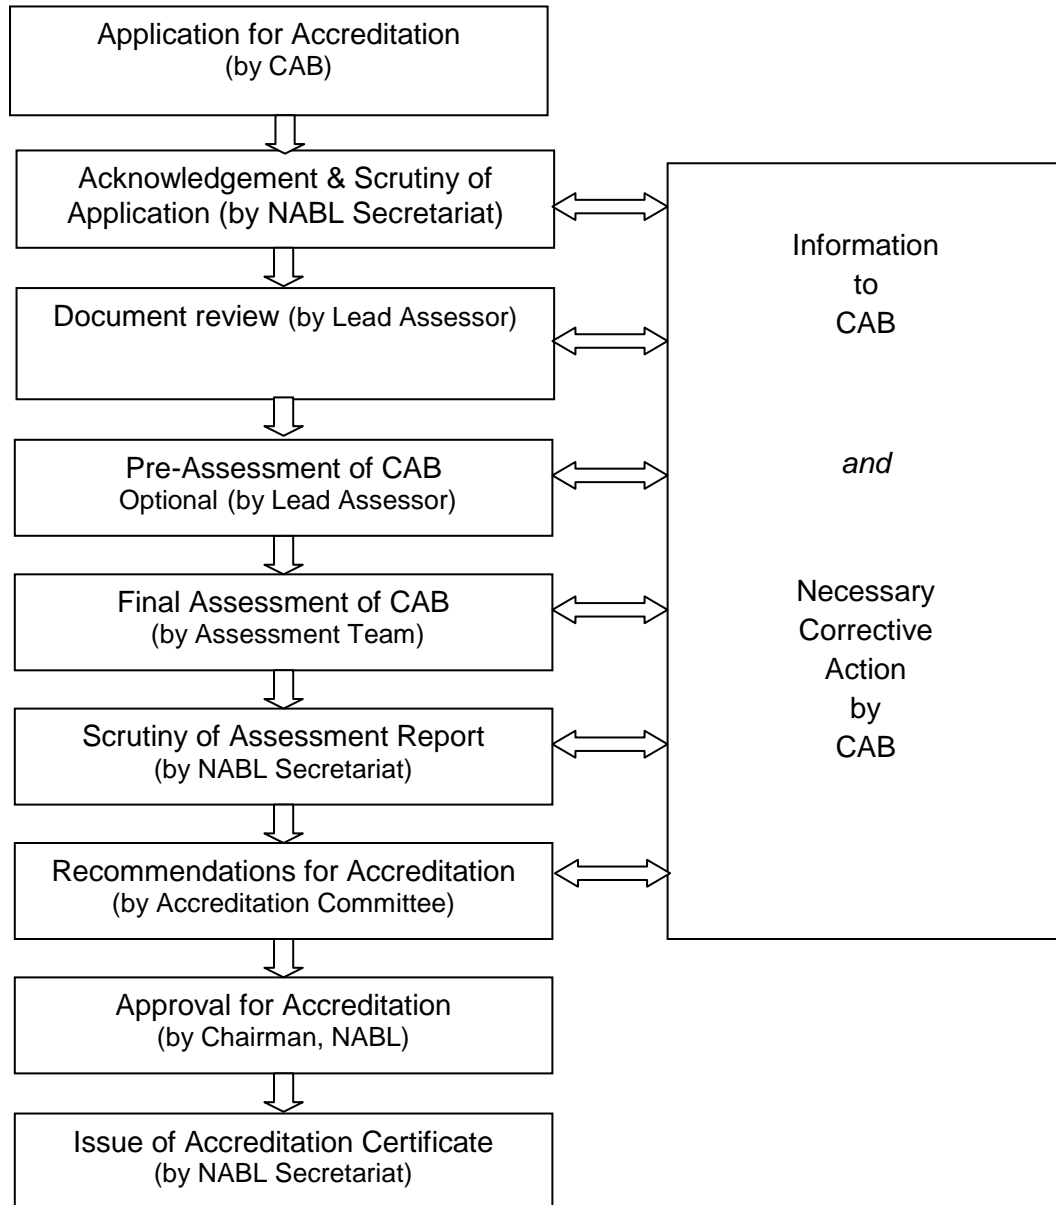 Application for Accreditation
(by CAB)
Acknowledgement & Scrutiny of
Application (by NABL Secretariat)
Document review (by Lead Assessor)
Pre-Assessment of CAB
Optional (by Lead Assessor)
Final Assessment of CAB
(by Assessment Team)
Scrutiny of Assessment Report
(by NABL Secretariat)
Recommendations for Accreditation
(by Accreditation Committee)
Approval for Accreditation
(by Chairman, NABL)
Issue of Accreditation Certificate
(by NABL Secretariat)
Information
to
CAB
and
Necessary
Corrective
Action
by
CAB